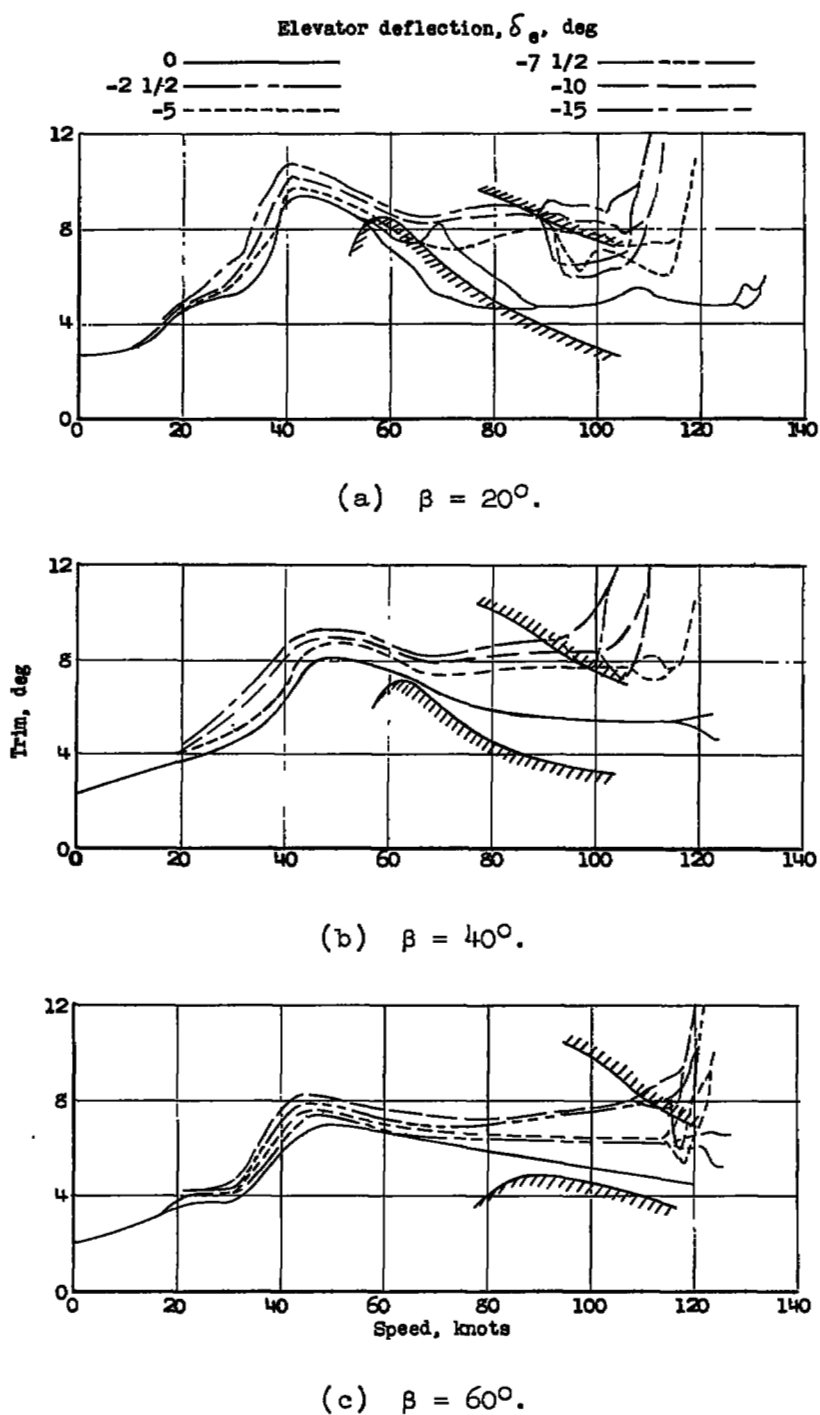 Elevator deflection, δe, deg
0
-2 1/2
-5
-7 1/2
-10
-15
12
8
4
0
0 20 40 60 80 100 120 140
(a) β = 20°.
12
8
4
0
0 20 40 60 80 100 120 140
(b) β = 40°.
Trim, deg
12
8
4
0
0 20 40 60 80 100 120 140
Speed, knots
(c) β = 60°.